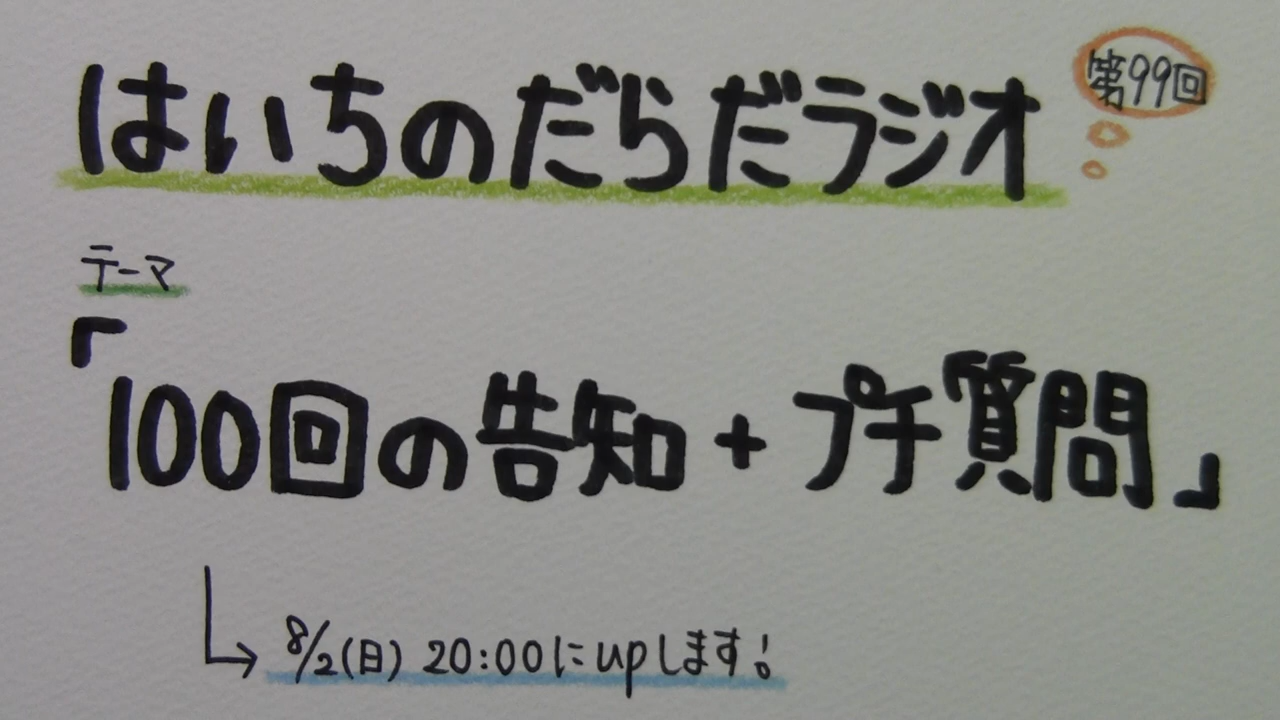 はいちのだらだラジオ
第99回
テーマ
「100回の告知+プチ質問」
8/2(日) 20:00にupします!